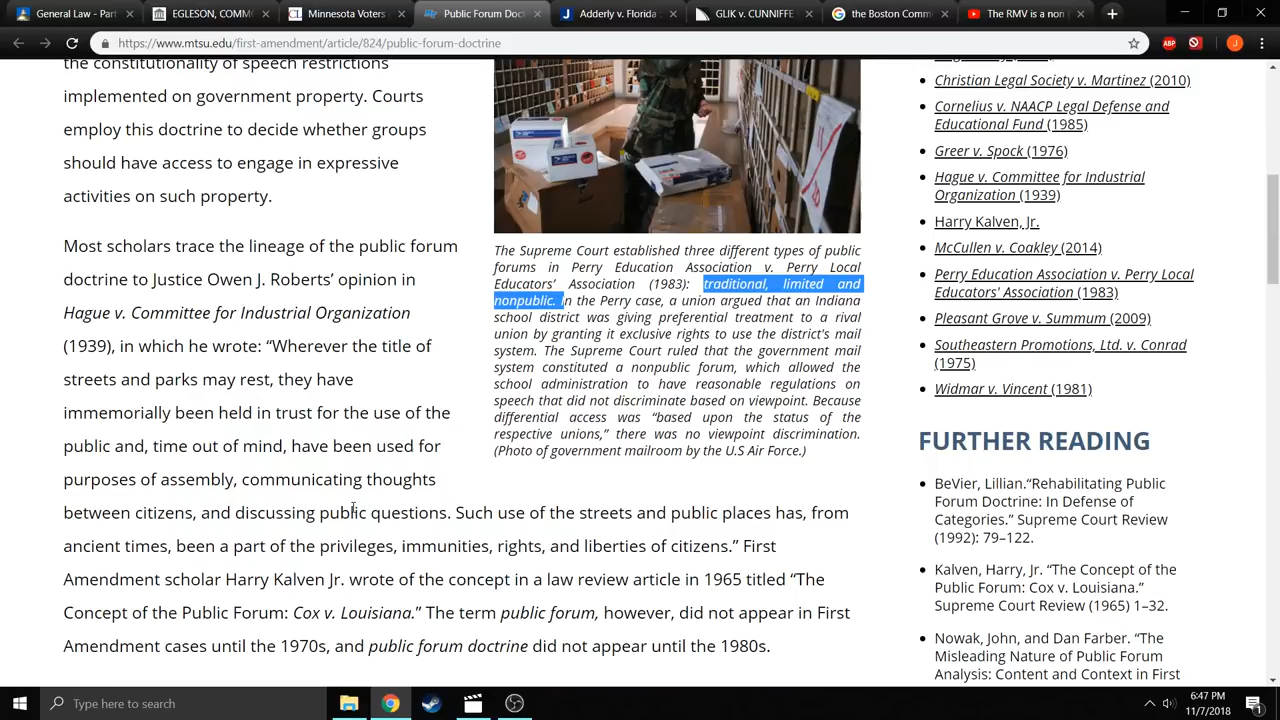 General Law - Part
EGLESON, COMM
Minnesota Voters
Public Forum Doc
Adderly v. Florida
GLIK v. CUNNIFFE
the Boston Comm
The RMV is a non p
https://www.mtsu.edu/first-amendment/article/824/public-forum-doctrine
ABP
J
the constitutionality of speech restrictions
implemented on government property. Courts
employ this doctrine to decide whether groups
should have access to engage in expressive
activities on such property.
Most scholars trace the lineage of the public forum
doctrine to Justice Owen J. Roberts’ opinion in
Hague v. Committee for Industrial Organization
(1939), in which he wrote: “Wherever the title of
streets and parks may rest, they have
immemorially been held in trust for the use of the
public and, time out of mind, have been used for
purposes of assembly, communicating thoughts
between citizens, and discussing public questions. Such use of the streets and public places has, from
ancient times, been a part of the privileges, immunities, rights, and liberties of citizens.” First
Amendment scholar Harry Kalven Jr. wrote of the concept in a law review article in 1965 titled “The
Concept of the Public Forum: Cox v. Louisiana.” The term public forum, however, did not appear in First
Amendment cases until the 1970s, and public forum doctrine did not appear until the 1980s.
The Supreme Court established three different types of public
forums in Perry Education Association v. Perry Local
Educators’ Association (1983): traditional, limited and
nonpublic. In the Perry case, a union argued that an Indiana
school district was giving preferential treatment to a rival
union by granting it exclusive rights to use the district's mail
system. The Supreme Court ruled that the government mail
system constituted a nonpublic forum, which allowed the
school administration to have reasonable regulations on
speech that did not discriminate based on viewpoint. Because
differential access was “based upon the status of the
respective unions,” there was no viewpoint discrimination.
(Photo of government mailroom by the U.S Air Force.)
Christian Legal Society v. Martinez (2010)
Cornelius v. NAACP Legal Defense and
Educational Fund (1985)
Greer v. Spock (1976)
Hague v. Committee for Industrial
Organization (1939)
Harry Kalven, Jr.
McCullen v. Coakley (2014)
Perry Education Association v. Perry Local
Educators' Association (1983)
Pleasant Grove v. Summum (2009)
Southeastern Promotions, Ltd. v. Conrad
(1975)
Widmar v. Vincent (1981)
FURTHER READING
BeVier, Lillian.“Rehabilitating Public
Forum Doctrine: In Defense of
Categories.” Supreme Court Review
(1992): 79–122.
Kalven, Harry, Jr. “The Concept of the
Public Forum: Cox v. Louisiana.”
Supreme Court Review (1965) 1–32.
Nowak, John, and Dan Farber. “The
Misleading Nature of Public Forum
Analysis: Content and Context in First
Type here to search
6:47 PM
11/7/2018